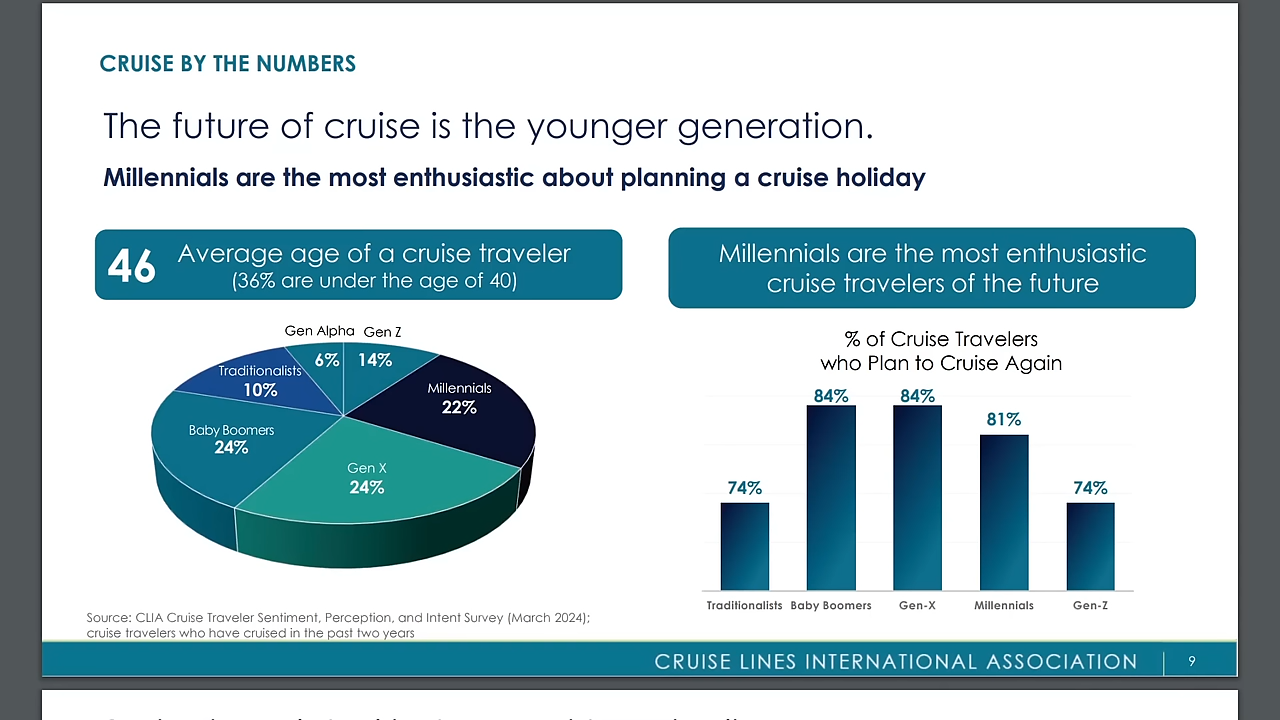 CRUISE BY THE NUMBERS
The future of cruise is the younger generation.
Millennials are the most enthusiastic about planning a cruise holiday
46
Average age of a cruise traveler
(36% are under the age of 40)
Gen Alpha
Gen Z
6%
14%
Traditionalists
10%
Millennials
22%
Baby Boomers
24%
Gen X
24%
Source: CLIA Cruise Traveler Sentiment, Perception, and Intent Survey (March 2024);
cruise travelers who have cruised in the past two years
Millennials are the most enthusiastic
cruise travelers of the future
% of Cruise Travelers
who Plan to Cruise Again
74%
84%
84%
81%
74%
Traditionalists
Baby Boomers
Gen-X
Millennials
Gen-Z
CRUISE LINES INTERNATIONAL ASSOCIATION
9